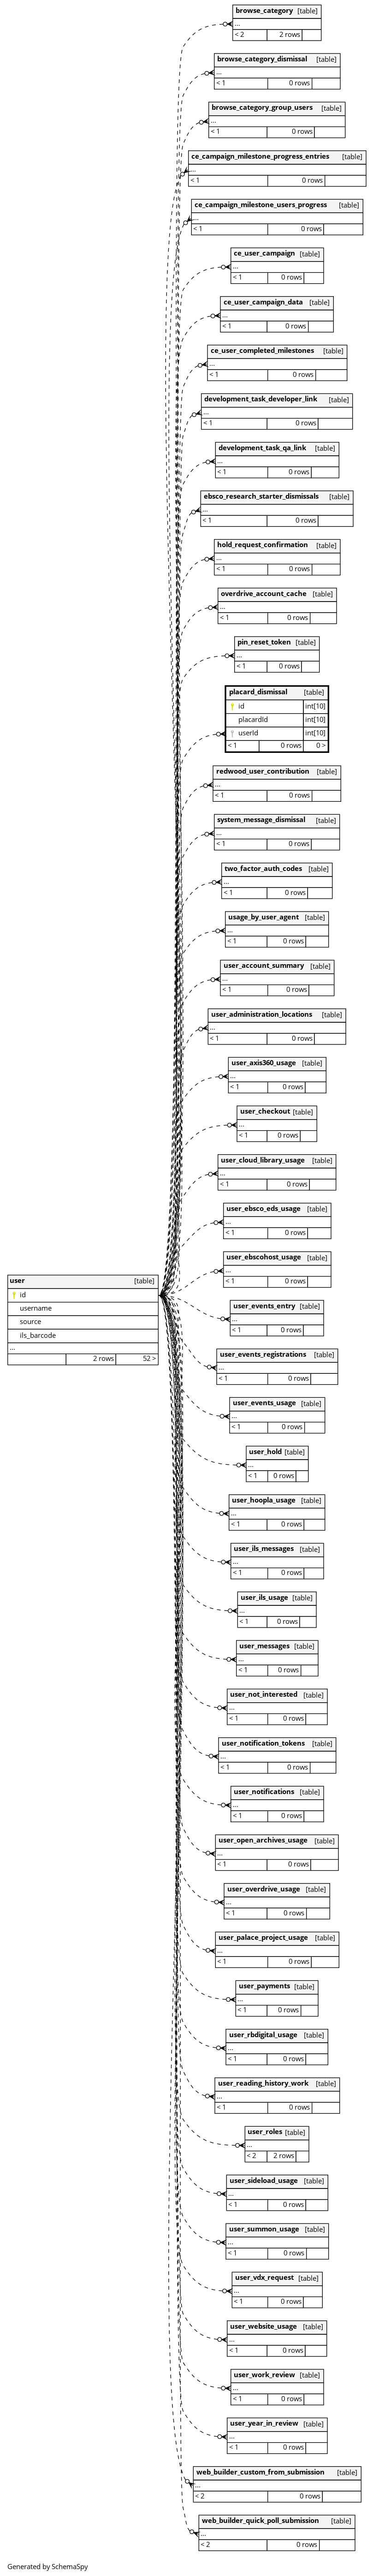 browse_category [table]
...
< 2 2 rows
browse_category_dismissal [table]
...
< 1 0 rows
browse_category_group_users [table]
...
< 1 0 rows
ce_campaign_milestone_progress_entries [table]
...
< 1 0 rows
ce_campaign_milestone_users_progress [table]
...
< 1 0 rows
ce_user_campaign [table]
...
< 1 0 rows
ce_user_campaign_data [table]
...
< 1 0 rows
ce_user_completed_milestones [table]
...
< 1 0 rows
development_task_developer_link [table]
...
< 1 0 rows
development_task_qa_link [table]
...
< 1 0 rows
ebsco_research_starter_dismissals [table]
...
< 1 0 rows
hold_request_confirmation [table]
...
< 1 0 rows
overdrive_account_cache [table]
...
< 1 0 rows
pin_reset_token [table]
...
< 1 0 rows
placard_dismissal [table]
id int[10]
placardId int[10]
userId int[10]
< 1 0 rows 0 >
redwood_user_contribution [table]
...
< 1 0 rows
system_message_dismissal [table]
...
< 1 0 rows
two_factor_auth_codes [table]
...
< 1 0 rows
usage_by_user_agent [table]
...
< 1 0 rows
user_account_summary [table]
...
< 1 0 rows
user_administration_locations [table]
...
< 1 0 rows
user_axis360_usage [table]
...
< 1 0 rows
user_checkout [table]
...
< 1 0 rows
user_cloud_library_usage [table]
...
< 1 0 rows
user_ebsco_eds_usage [table]
...
< 1 0 rows
user_ebscohost_usage [table]
...
< 1 0 rows
user [table]
id
username
source
ils_barcode
...
2 rows 52 >
user_events_entry [table]
...
< 1 0 rows
user_events_registrations [table]
...
< 1 0 rows
user_events_usage [table]
...
< 1 0 rows
user_hold [table]
...
< 1 0 rows
user_hoopla_usage [table]
...
< 1 0 rows
user_ils_messages [table]
...
< 1 0 rows
user_ils_usage [table]
...
< 1 0 rows
user_messages [table]
...
< 1 0 rows
user_not_interested [table]
...
< 1 0 rows
user_notification_tokens [table]
...
< 1 0 rows
user_notifications [table]
...
< 1 0 rows
user_open_archives_usage [table]
...
< 1 0 rows
user_overdrive_usage [table]
...
< 1 0 rows
user_palace_project_usage [table]
...
< 1 0 rows
user_payments [table]
...
< 1 0 rows
user_rbdigital_usage [table]
...
< 1 0 rows
user_reading_history_work [table]
...
< 1 0 rows
user_roles [table]
...
< 2 2 rows
user_sideload_usage [table]
...
< 1 0 rows
user_summon_usage [table]
...
< 1 0 rows
user_vdx_request [table]
...
< 1 0 rows
user_website_usage [table]
...
< 1 0 rows
user_work_review [table]
...
< 1 0 rows
user_year_in_review [table]
...
< 1 0 rows
web_builder_custom_from_submission [table]
...
< 2 0 rows
web_builder_quick_poll_submission [table]
...
< 2 0 rows
Generated by SchemaSpy